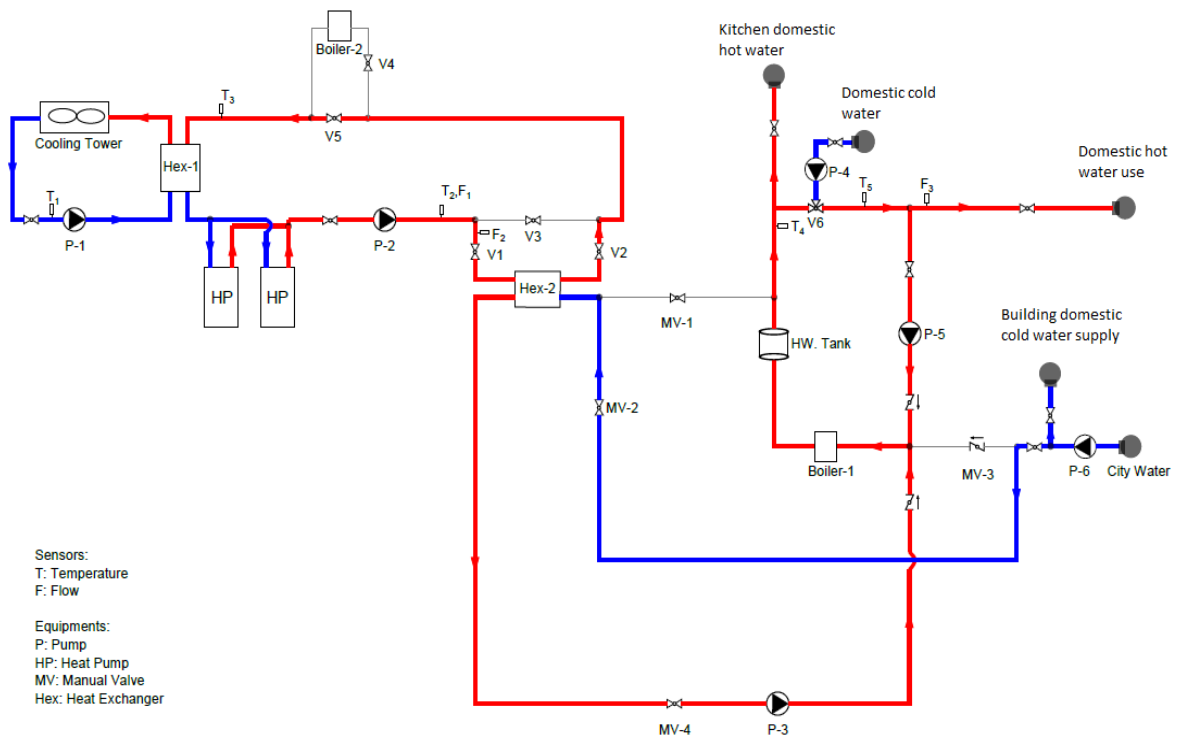 Kitchen domestic
hot water
Boiler-2
V4
Domestic cold
water
T3
V5
Cooling Tower
Hex-1
P-4
Domestic hot
water use
T1
P-1
T2,F1
P-2
V3
F2
V1
V2
T5
F3
V6
T4
HP
HP
Hex-2
MV-1
HW. Tank
P-5
Building domestic
cold water supply
MV-2
Boiler-1
MV-3
P-6
City Water
Sensors:
T: Temperature
F: Flow
Equipments:
P: Pump
HP: Heat Pump
MV: Manual Valve
Hex: Heat Exchanger
MV-4
P-3